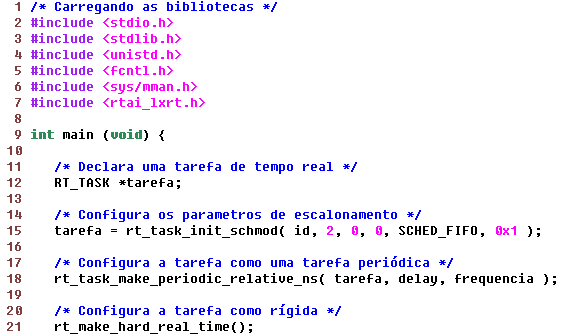 1 /* Carregando as bibliotecas */
2 #include <stdio.h>
3 #include <stdlib.h>
4 #include <unistd.h>
5 #include <fcntl.h>
6 #include <sys/mman.h>
7 #include <rtai_lxrt.h>
8
9 int main (void) {
10
11    /* Declara uma tarefa de tempo real */
12    RT_TASK *tarefa;
13
14    /* Configura os parametros de escalonamento */
15    tarefa = rt_task_init_schmod( id, 2, 0, 0, SCHED_FIFO, 0x1 );
16
17    /* Configura a tarefa como uma tarefa periódica */
18    rt_task_make_periodic_relative_ns( tarefa, delay, frequencia );
19
20    /* Configura a tarefa como rígida */
21    rt_make_hard_real_time();